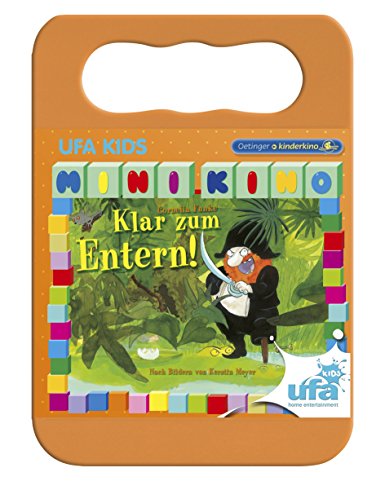 UFA KIDS
Oetinger kinderkino
MINI-KINO
Cornelia Funke
Klar zum
Entern!
Nach Bildern von Kerstin Meyer
KIDS
ufa
home entertainment